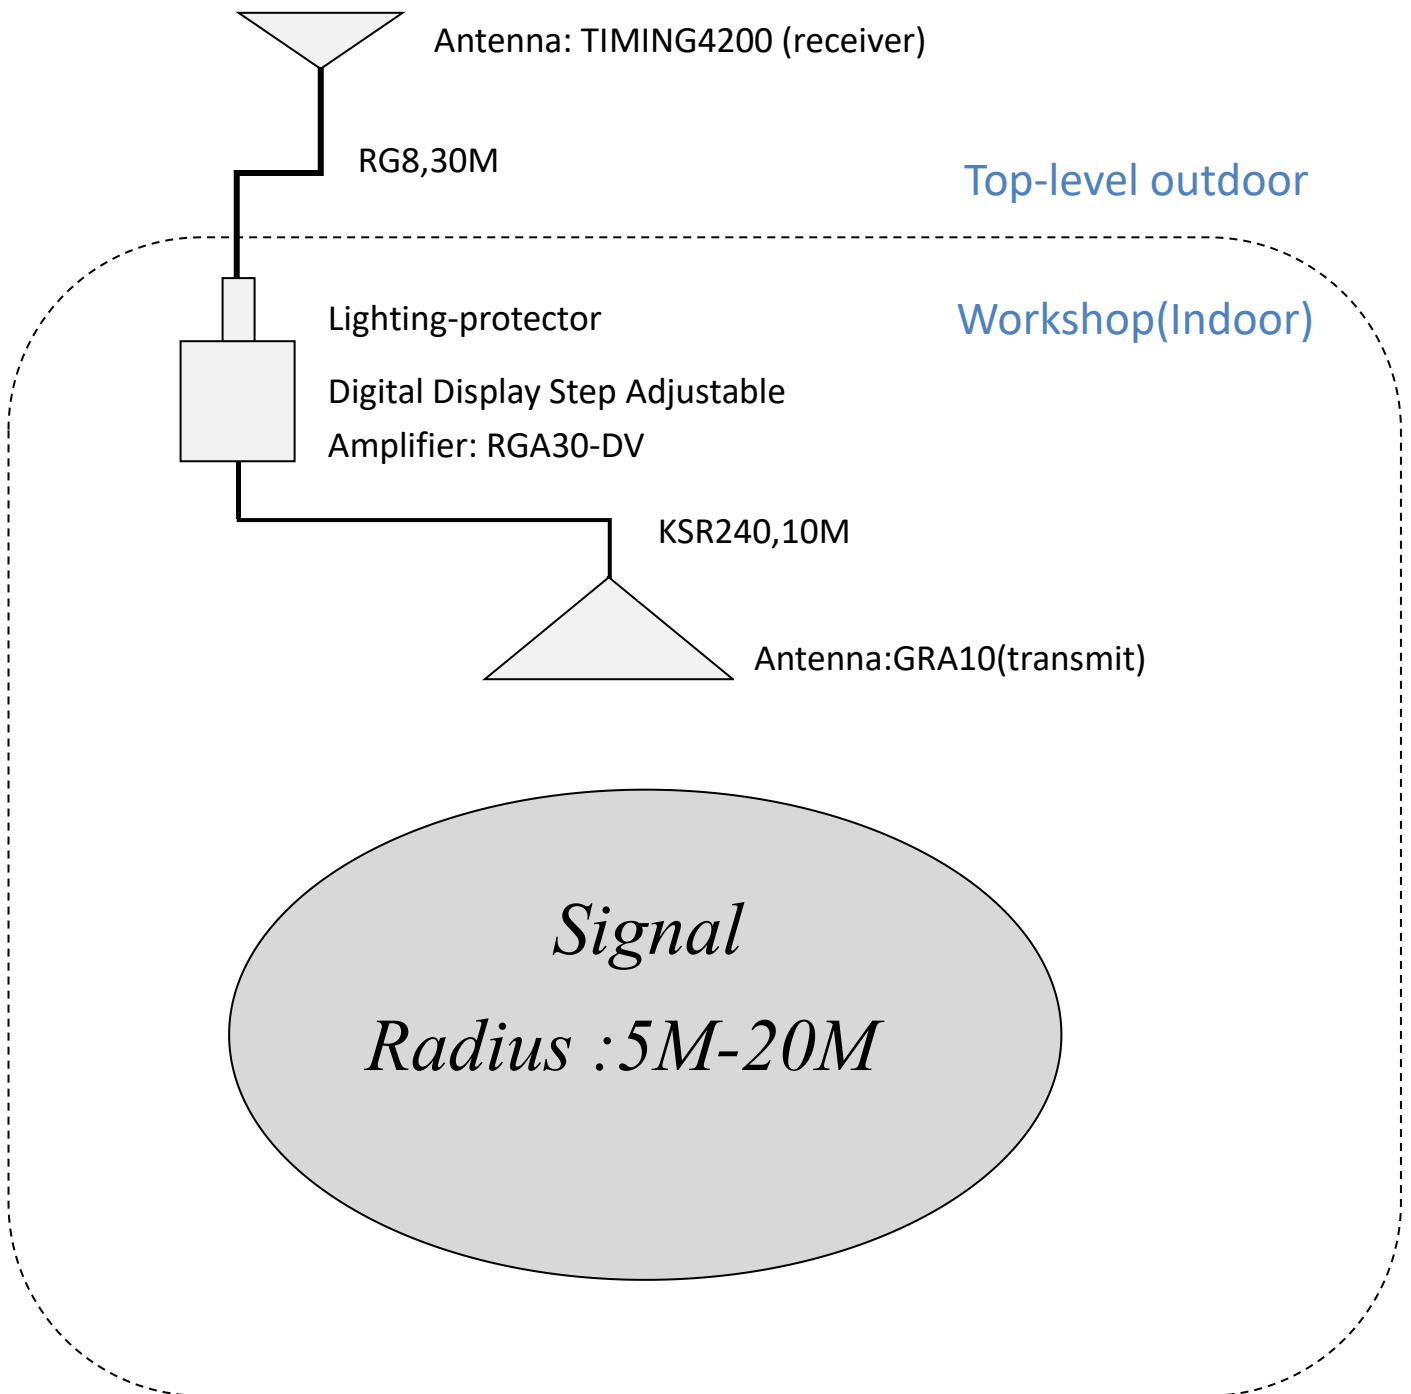 Antenna: TIMING4200 (receiver)
RG8,30M
Top-level outdoor
Workshop(Indoor)
Lighting-protector
Digital Display Step Adjustable
Amplifier: RGA30-DV
KSR240,10M
Antenna:GRA10(transmit)
Signal
Radius :5M-20M